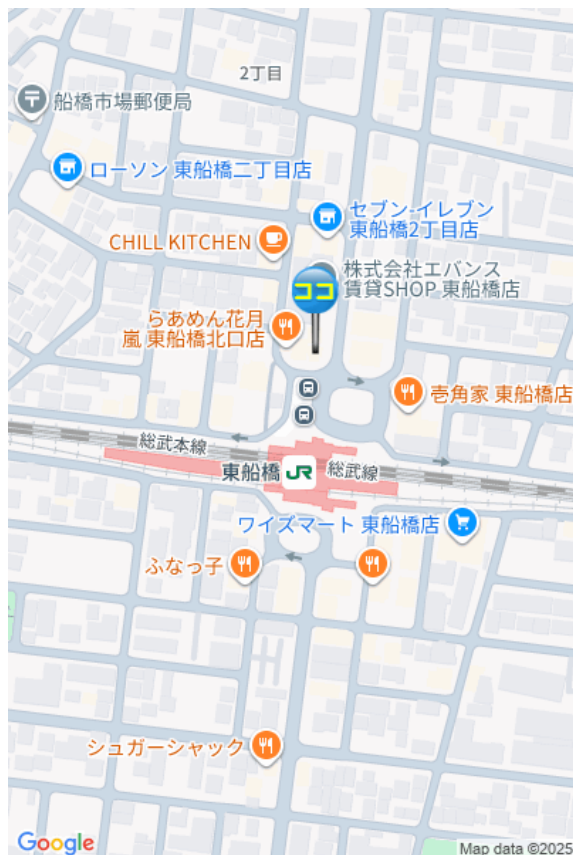 2丁目
船橋市場郵便局
ローソン 東船橋二丁目店
セブン-イレブン
東船橋2丁目店
CHILL KITCHEN
株式会社エバンス
賃貸SHOP 東船橋店
ココ
らあめん花月
嵐 東船橋北口店
壱角家 東船橋店
総武本線
東船橋
JR
総武線
ワイズマート 東船橋店
ふなっ子
シュガーシャック
Google
Map data ©2025